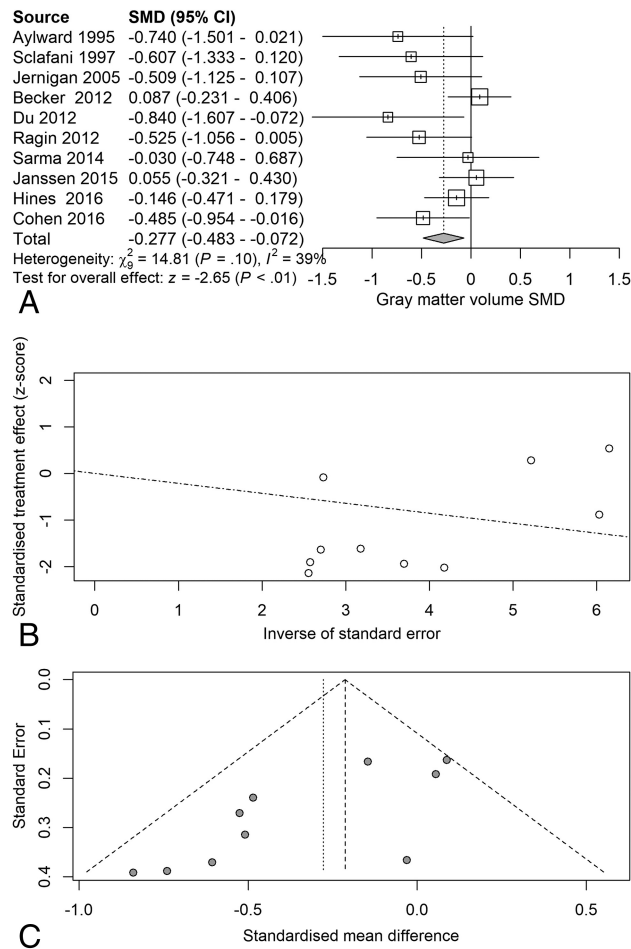 Source SMD (95% CI)
Aylward 1995 -0.740 (-1.501 - 0.021)
Sclafani 1997 -0.607 (-1.333 - 0.120)
Jernigan 2005 -0.509 (-1.125 - 0.107)
Becker 2012 0.087 (-0.231 - 0.406)
Du 2012 -0.840 (-1.607 - -0.072)
Ragin 2012 -0.525 (-1.056 - 0.005)
Sarma 2014 -0.030 (-0.748 - 0.687)
Janssen 2015 0.055 (-0.321 - 0.430)
Hines 2016 -0.146 (-0.471 - 0.179)
Cohen 2016 -0.485 (-0.954 - -0.016)
Total -0.277 (-0.483 - -0.072)
Heterogeneity: χ²₉ = 14.81 (P = .10), I² = 39%
Test for overall effect: z = -2.65 (P < .01)
-1.5 -1 -0.5 0 0.5 1 1.5
Gray matter volume SMD
A
Standardised treatment effect (z-score)
2
1
0
-1
-2
0 1 2 3 4 5 6
Inverse of standard error
B
Standard Error
0.0
0.1
0.2
0.3
0.4
-1.0 -0.5 0.0 0.5
Standardised mean difference
C